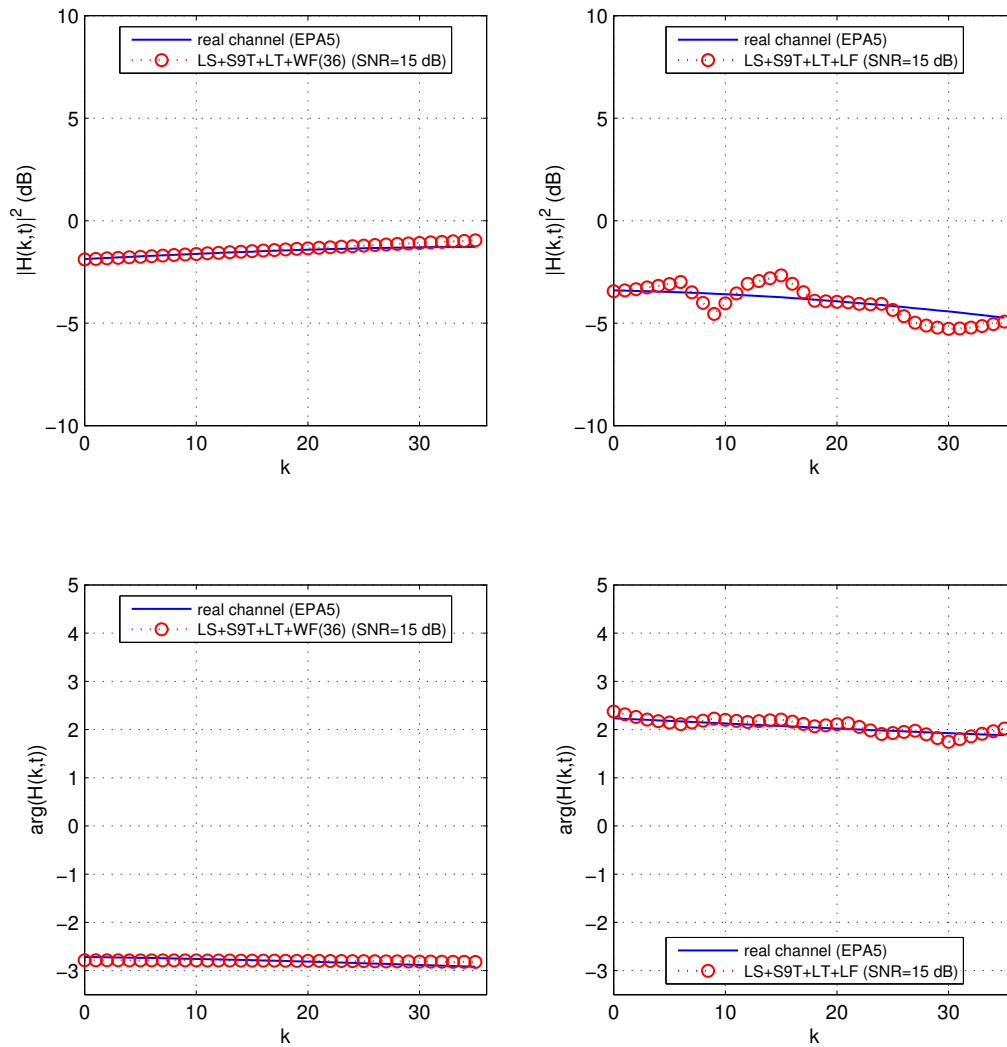 10
5
0
−5
−10
|H(k,t)|² (dB)
real channel (EPA5)
LS+S9T+LT+WF(36) (SNR=15 dB)
0 10 20 30
k
10
5
0
−5
−10
|H(k,t)|² (dB)
real channel (EPA5)
LS+S9T+LT+LF (SNR=15 dB)
0 10 20 30
k
5
4
3
2
1
0
−1
−2
−3
arg(H(k,t))
real channel (EPA5)
LS+S9T+LT+WF(36) (SNR=15 dB)
0 10 20 30
k
5
4
3
2
1
0
−1
−2
−3
arg(H(k,t))
real channel (EPA5)
LS+S9T+LT+LF (SNR=15 dB)
0 10 20 30
k